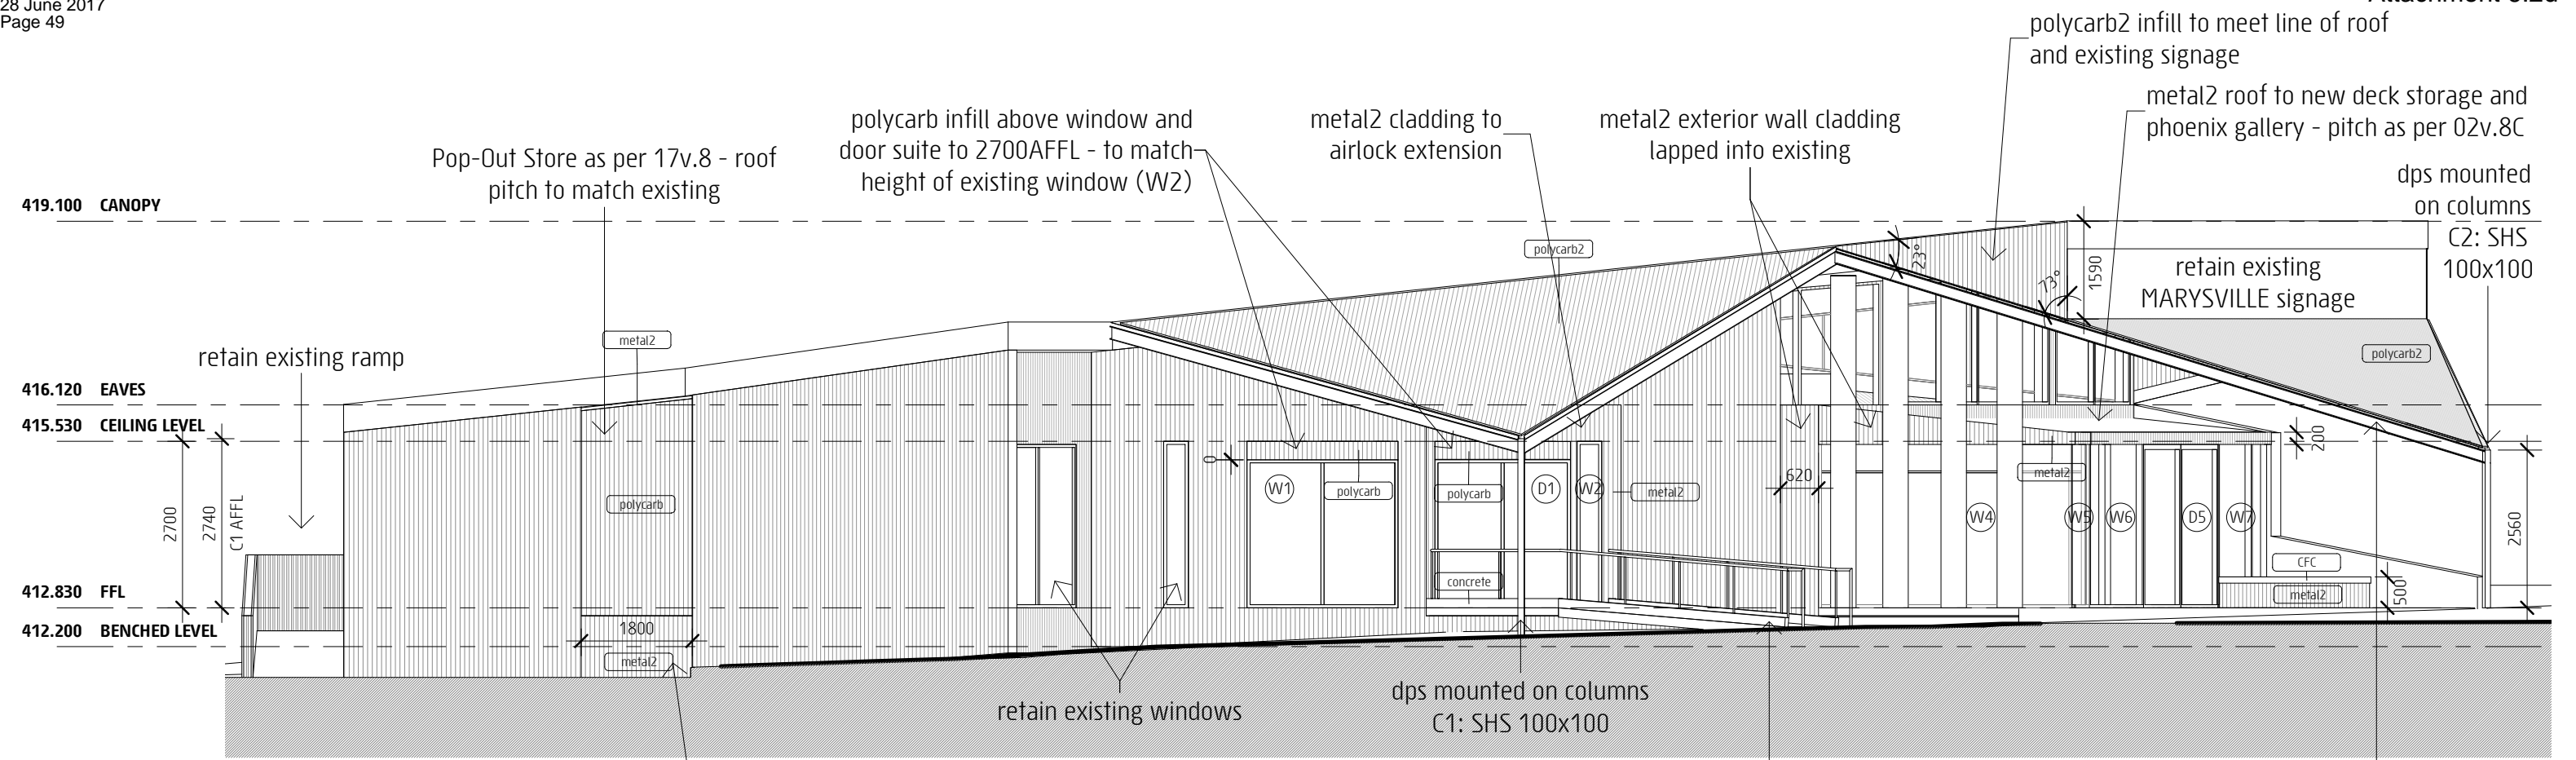 28 June 2017
Page 49
polycarb2 infill to meet line of roof
and existing signage
metal2 roof to new deck storage and
phoenix gallery - pitch as per 02v.8C
polycarb infill above window and
door suite to 2700AFFL - to match
height of existing window (W2)
metal2 cladding to
airlock extension
metal2 exterior wall cladding
lapped into existing
Pop-Out Store as per 17v.8 - roof
pitch to match existing
dps mounted
on columns
C2: SHS
100x100
419.100 CANOPY
polycarb2
23°
73°
1590
retain existing
MARYSVILLE signage
retain existing ramp
metal2
polycarb2
416.120 EAVES
415.530 CEILING LEVEL
200
2700
2740
C1 AFFL
polycarb
0
W1
polycarb
polycarb
D1
W2
metal2
620
metal2
W4
W5
W6
D5
W7
2560
concrete
CFC
metal2
500
412.830 FFL
412.200 BENCHED LEVEL
1800
metal2
retain existing windows
dps mounted on columns
C1: SHS 100x100